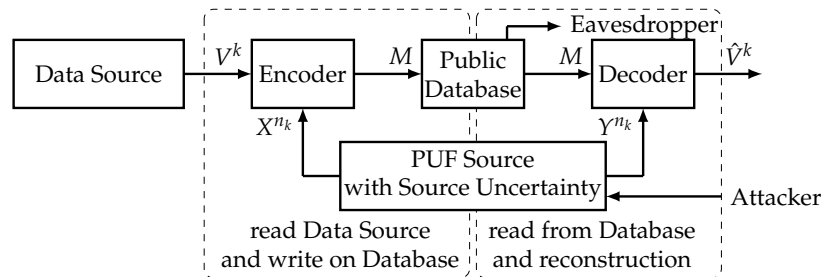 Eavesdropper
Data Source
V^k
Encoder
M
Public
Database
M
Decoder
V̂^k
X^{n_k}
Y^{n_k}
PUF Source
with Source Uncertainty
Attacker
read Data Source
and write on Database
read from Database
and reconstruction